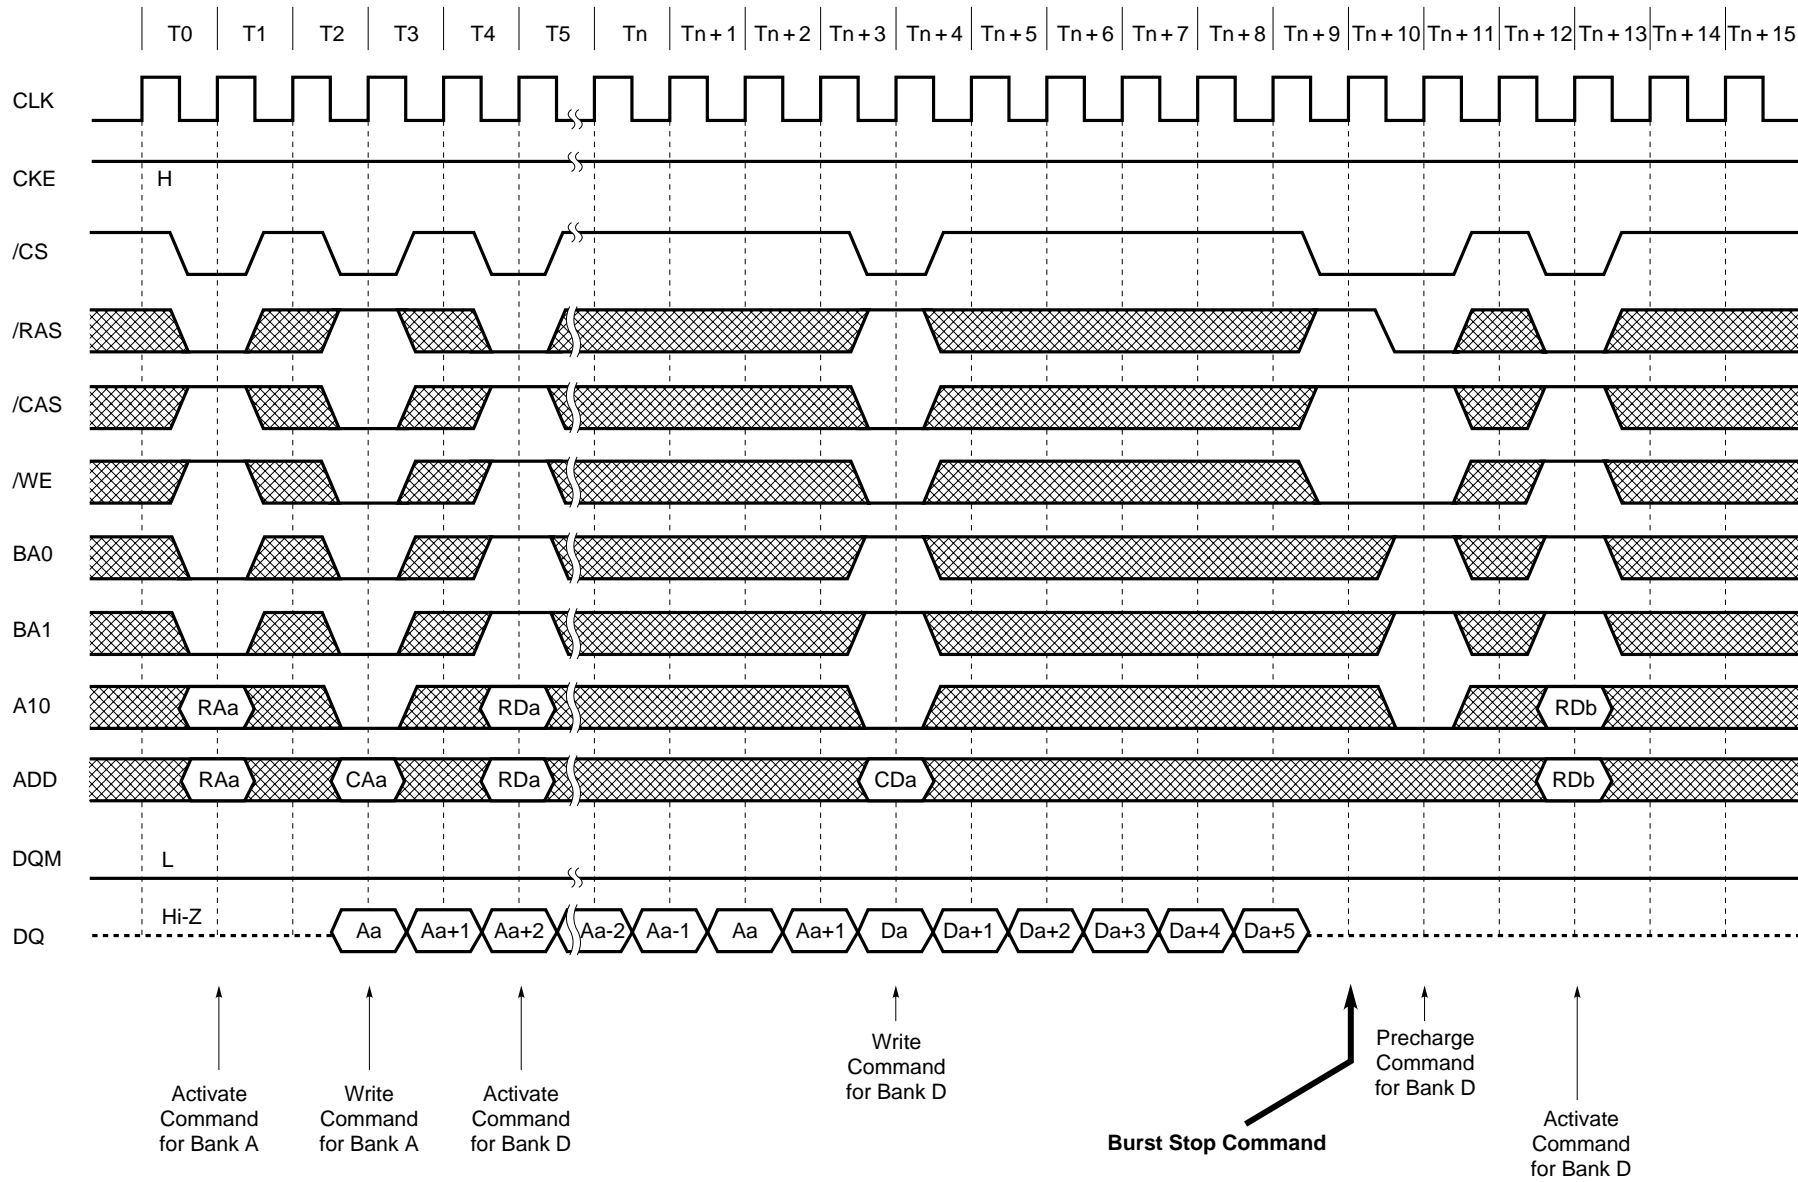 T0 T1 T2 T3 T4 T5 Tn Tn+1 Tn+2 Tn+3 Tn+4 Tn+5 Tn+6 Tn+7 Tn+8 Tn+9 Tn+10 Tn+11 Tn+12 Tn+13 Tn+14 Tn+15
CLK
CKE H
/CS
/RAS
/CAS
/WE
BA0
BA1
A10 RAa RDa RDb
ADD RAa CAa RDa CDa RDb
DQM L
DQ Hi-Z Aa Aa+1 Aa+2 Aa-2 Aa-1 Aa Aa+1 Da Da+1 Da+2 Da+3 Da+4 Da+5
Activate
Command
for Bank A
Write
Command
for Bank A
Activate
Command
for Bank D
Write
Command
for Bank D
Burst Stop Command
Precharge
Command
for Bank D
Activate
Command
for Bank D